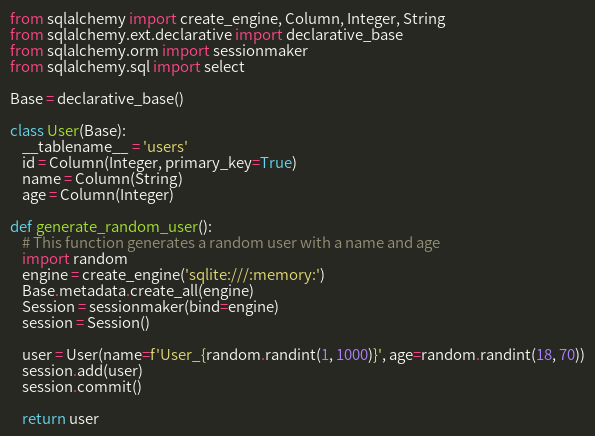 from sqlalchemy import create_engine, Column, Integer, String
from sqlalchemy.ext.declarative import declarative_base
from sqlalchemy.orm import sessionmaker
from sqlalchemy.sql import select

Base = declarative_base()

class User(Base):
    __tablename__ = 'users'
    id = Column(Integer, primary_key=True)
    name = Column(String)
    age = Column(Integer)

def generate_random_user():
    # This function generates a random user with a name and age
    import random
    engine = create_engine('sqlite:///:memory:')
    Base.metadata.create_all(engine)
    Session = sessionmaker(bind=engine)
    session = Session()

    user = User(name=f'User_{random.randint(1, 1000)}', age=random.randint(18, 70))
    session.add(user)
    session.commit()

    return user